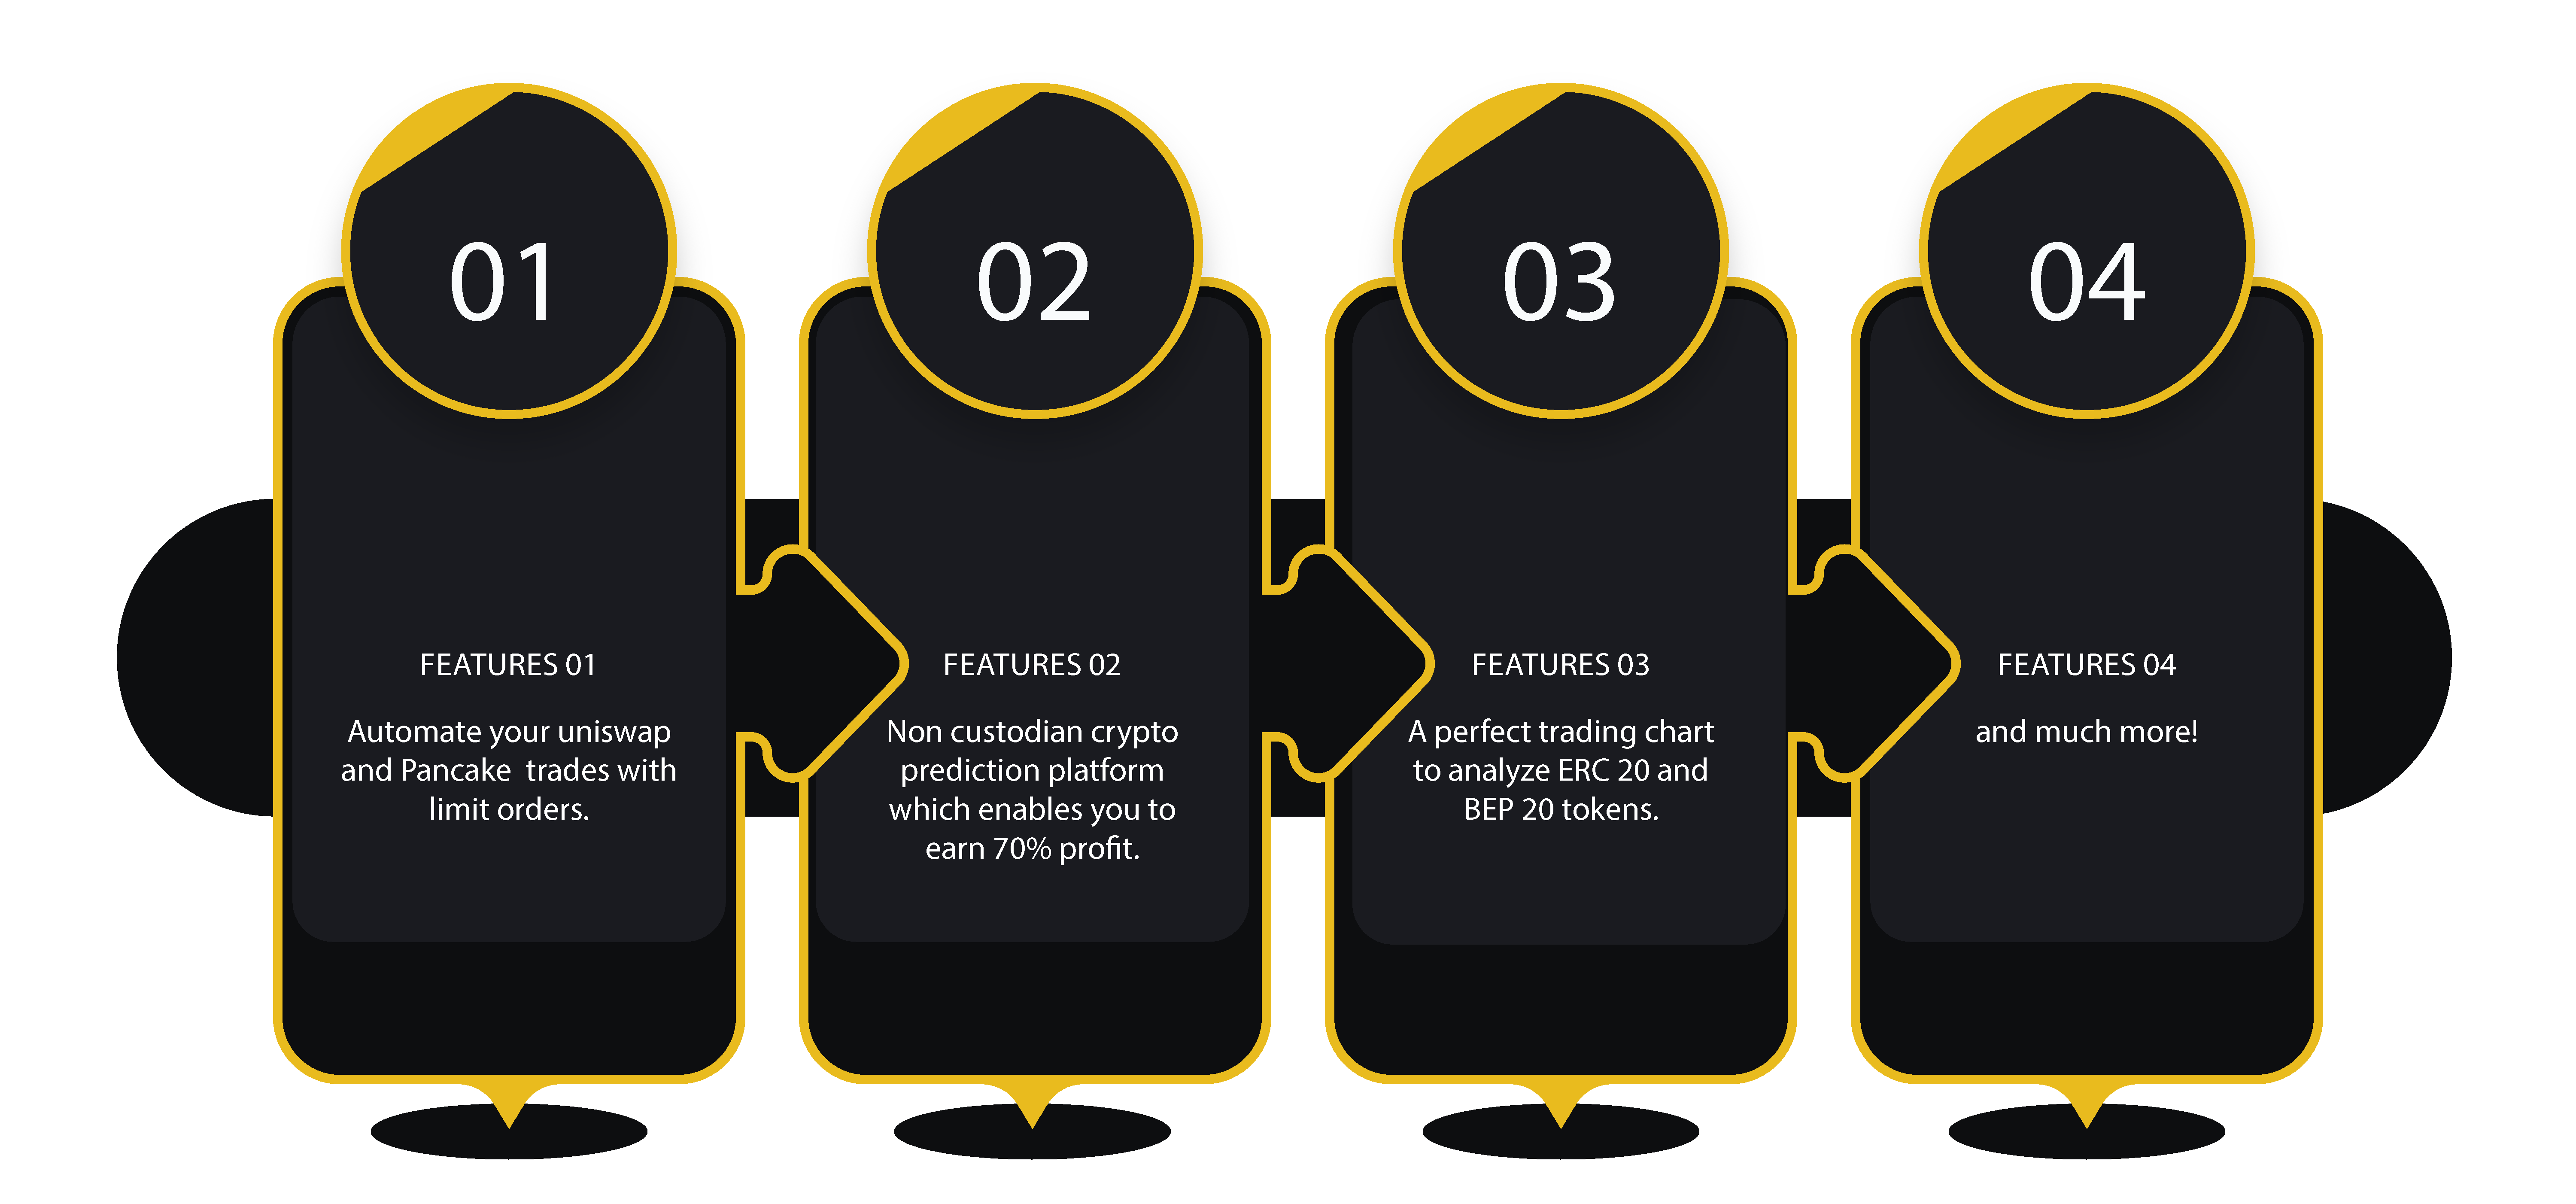 01
FEATURES 01
Automate your uniswap
and Pancake  trades with
limit orders.
02
FEATURES 02
Non custodian crypto
prediction platform
which enables you to
earn 70% profit.
03
FEATURES 03
A perfect trading chart
to analyze ERC 20 and
BEP 20 tokens.
04
FEATURES 04
and much more!